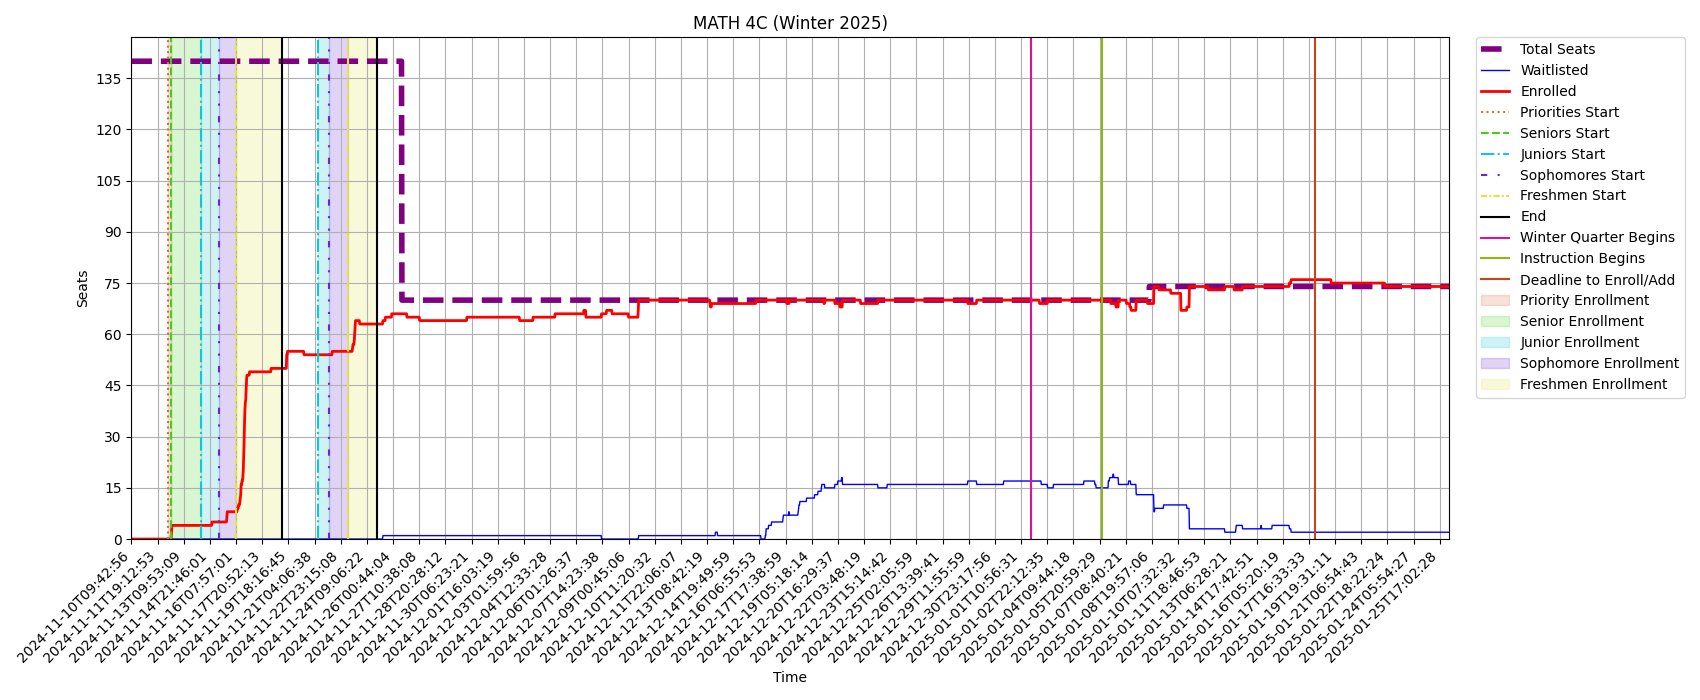 MATH 4C (Winter 2025)
Seats
135
120
105
90
75
60
45
30
15
0
2024-11-10T09:42:56
2024-11-11T19:12:53
2024-11-13T09:53:09
2024-11-14T21:46:01
2024-11-16T07:57:01
2024-11-17T20:52:13
2024-11-19T18:16:45
2024-11-21T04:06:38
2024-11-22T23:15:08
2024-11-24T09:06:22
2024-11-26T00:44:04
2024-11-27T10:38:08
2024-11-28T20:28:12
2024-11-30T06:23:21
2024-12-01T16:03:19
2024-12-03T01:59:56
2024-12-04T12:33:28
2024-12-06T01:26:37
2024-12-07T14:23:38
2024-12-09T00:45:06
2024-12-10T11:20:32
2024-12-11T22:06:07
2024-12-13T08:42:19
2024-12-14T19:49:59
2024-12-16T06:55:53
2024-12-17T17:38:59
2024-12-19T05:18:14
2024-12-20T16:29:37
2024-12-22T03:48:19
2024-12-23T15:14:42
2024-12-25T02:05:59
2024-12-26T13:39:41
2024-12-29T11:55:59
2024-12-30T23:17:56
2025-01-01T10:56:31
2025-01-02T22:12:35
2025-01-04T09:44:18
2025-01-05T20:59:29
2025-01-07T08:40:21
2025-01-08T19:57:06
2025-01-10T07:32:32
2025-01-11T18:46:53
2025-01-13T06:28:21
2025-01-14T17:42:51
2025-01-16T05:20:19
2025-01-17T16:33:33
2025-01-19T19:31:11
2025-01-21T06:54:43
2025-01-22T18:22:24
2025-01-24T05:54:27
2025-01-25T17:02:28
Time
Total Seats
Waitlisted
Enrolled
Priorities Start
Seniors Start
Juniors Start
Sophomores Start
Freshmen Start
End
Winter Quarter Begins
Instruction Begins
Deadline to Enroll/Add
Priority Enrollment
Senior Enrollment
Junior Enrollment
Sophomore Enrollment
Freshmen Enrollment